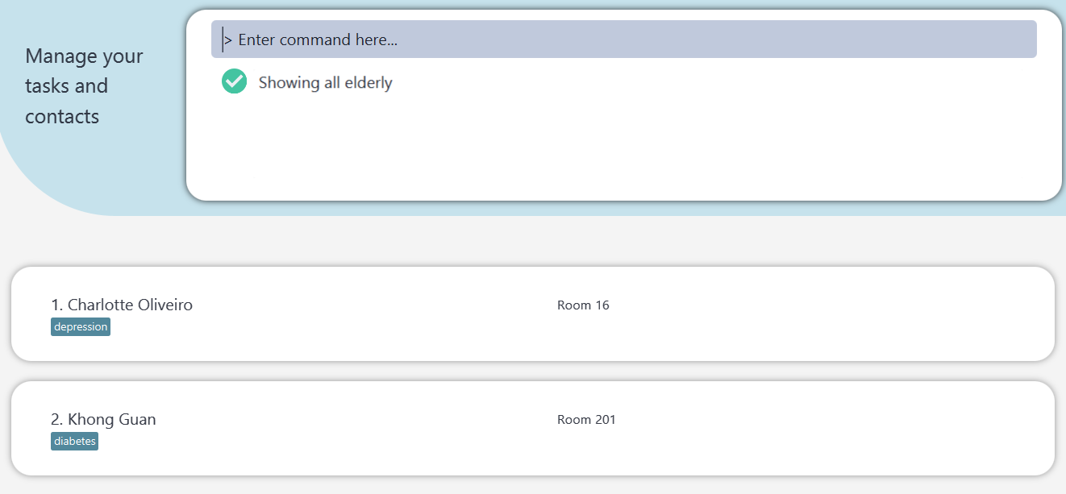 Manage your
tasks and
contacts
> Enter command here...
Showing all elderly
1. Charlotte Oliveiro
Room 16
depression
2. Khong Guan
Room 201
diabetes